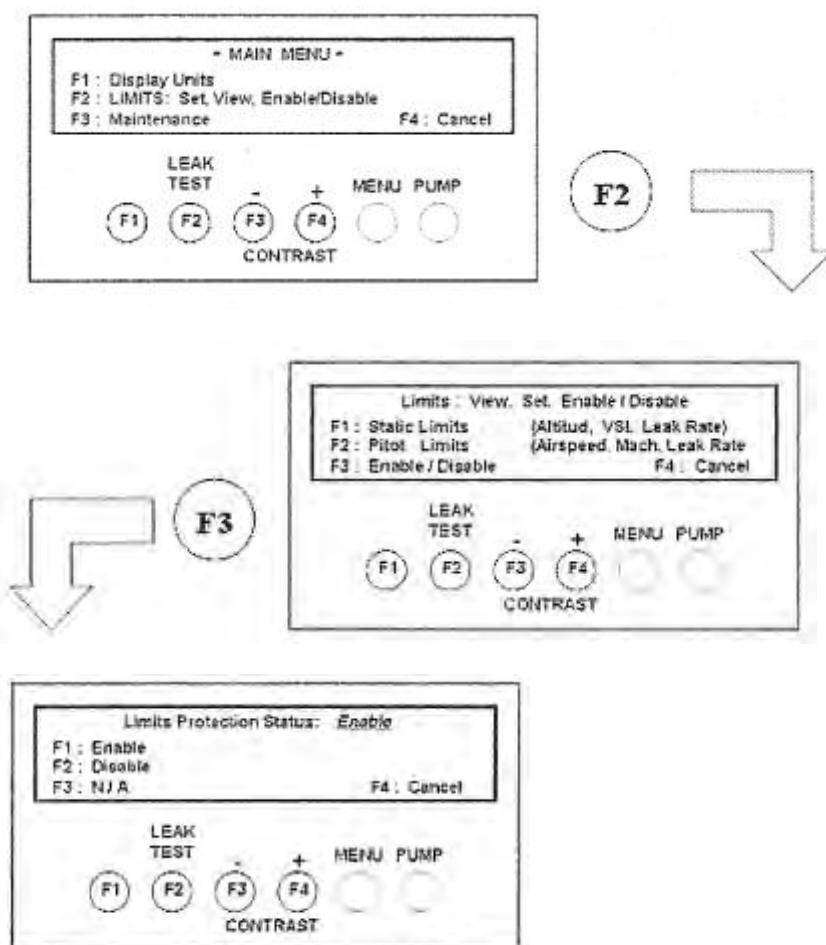 - MAIN MENU -
F1 : Display Units
F2 : LIMITS: Set, View, Enable/Disable
F3 : Maintenance F4 : Cancel
LEAK
TEST - + MENU PUMP
F1 F2 F3 F4
CONTRAST
F2
Limits : View, Set, Enable / Disable
F1 : Static Limits (Altitud, VSI, Leak Rate)
F2 : Pitot Limits (Airspeed, Mach, Leak Rate
F3 : Enable / Disable F4 : Cancel
LEAK
TEST - + MENU PUMP
F1 F2 F3 F4
CONTRAST
F3
Limits Protection Status: Enable
F1 : Enable
F2 : Disable
F3 : N/A F4 : Cancel
LEAK
TEST - + MENU PUMP
F1 F2 F3 F4
CONTRAST